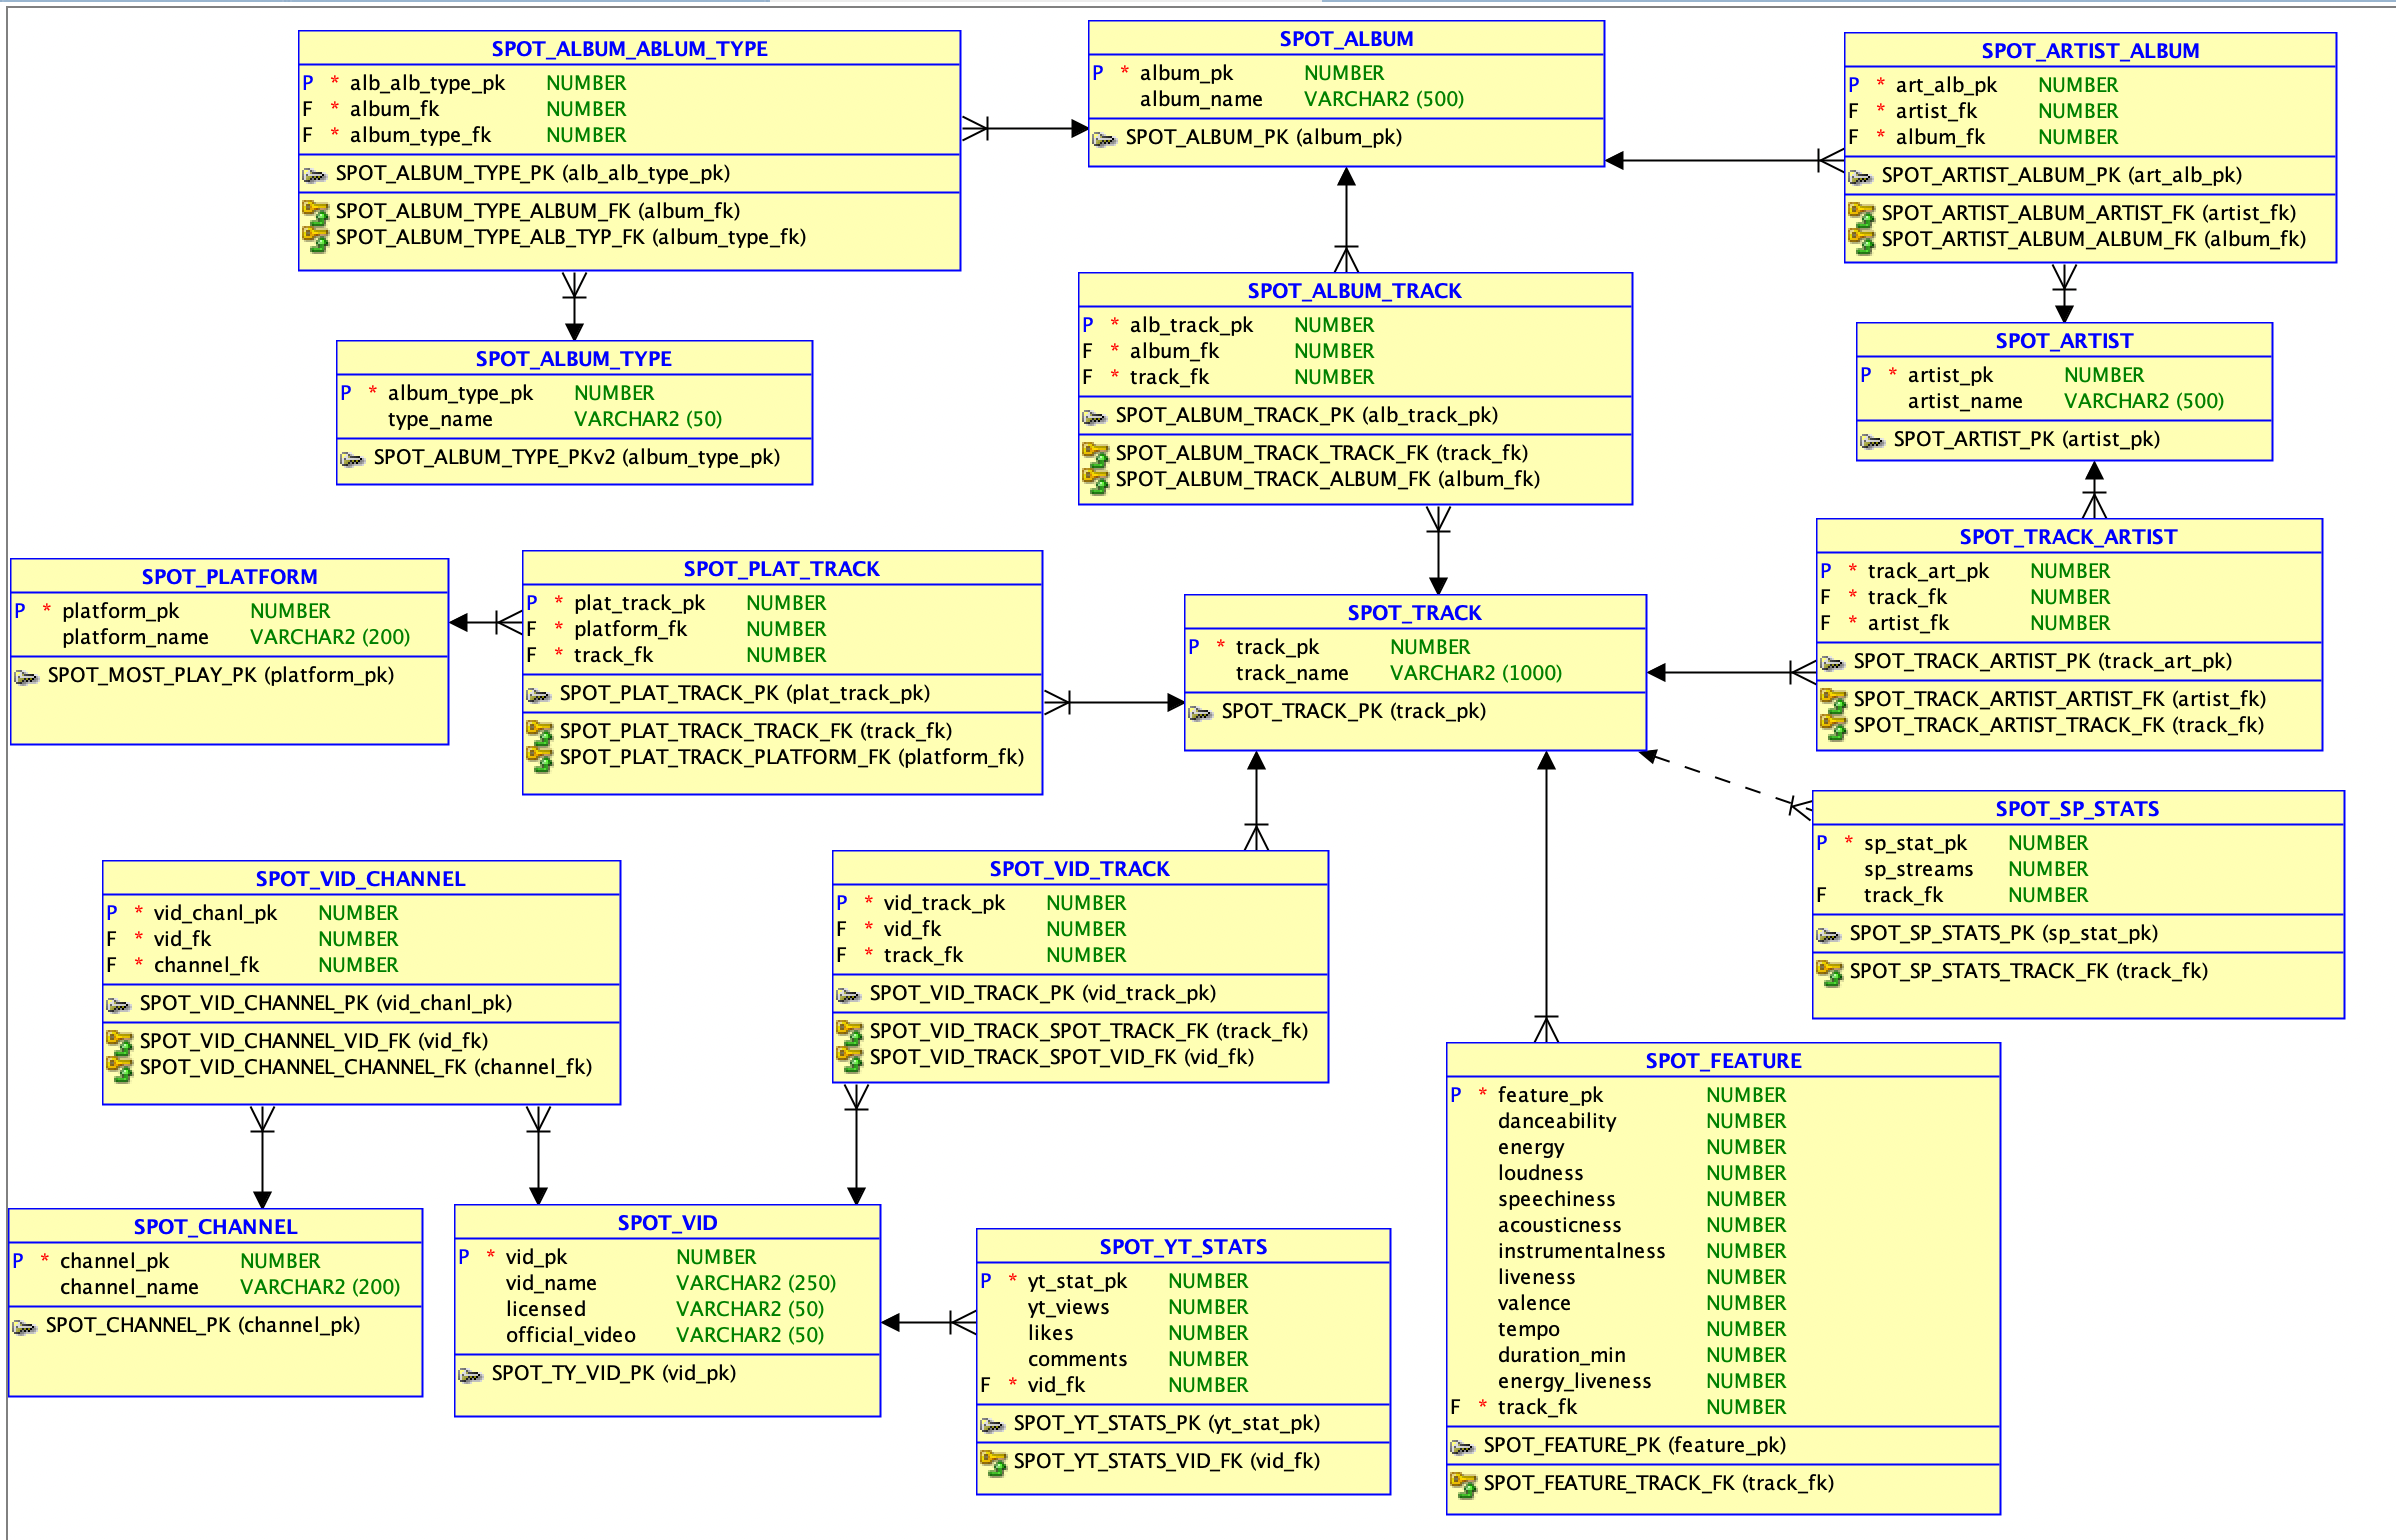 SPOT_ALBUM_ABLUM_TYPE
P * alb_alb_type_pk NUMBER
F * album_fk NUMBER
F * album_type_fk NUMBER
SPOT_ALBUM_TYPE_PK (alb_alb_type_pk)
SPOT_ALBUM_TYPE_ALBUM_FK (album_fk)
SPOT_ALBUM_TYPE_ALB_TYP_FK (album_type_fk)
SPOT_ALBUM
P * album_pk NUMBER
album_name VARCHAR2 (500)
SPOT_ALBUM_PK (album_pk)
SPOT_ARTIST_ALBUM
P * art_alb_pk NUMBER
F * artist_fk NUMBER
F * album_fk NUMBER
SPOT_ARTIST_ALBUM_PK (art_alb_pk)
SPOT_ARTIST_ALBUM_ARTIST_FK (artist_fk)
SPOT_ARTIST_ALBUM_ALBUM_FK (album_fk)
SPOT_ALBUM_TYPE
P * album_type_pk NUMBER
type_name VARCHAR2 (50)
SPOT_ALBUM_TYPE_PKv2 (album_type_pk)
SPOT_ALBUM_TRACK
P * alb_track_pk NUMBER
F * album_fk NUMBER
F * track_fk NUMBER
SPOT_ALBUM_TRACK_PK (alb_track_pk)
SPOT_ALBUM_TRACK_TRACK_FK (track_fk)
SPOT_ALBUM_TRACK_ALBUM_FK (album_fk)
SPOT_ARTIST
P * artist_pk NUMBER
artist_name VARCHAR2 (500)
SPOT_ARTIST_PK (artist_pk)
SPOT_PLATFORM
P * platform_pk NUMBER
platform_name VARCHAR2 (200)
SPOT_MOST_PLAY_PK (platform_pk)
SPOT_PLAT_TRACK
P * plat_track_pk NUMBER
F * platform_fk NUMBER
F * track_fk NUMBER
SPOT_PLAT_TRACK_PK (plat_track_pk)
SPOT_PLAT_TRACK_TRACK_FK (track_fk)
SPOT_PLAT_TRACK_PLATFORM_FK (platform_fk)
SPOT_TRACK
P * track_pk NUMBER
track_name VARCHAR2 (1000)
SPOT_TRACK_PK (track_pk)
SPOT_TRACK_ARTIST
P * track_art_pk NUMBER
F * track_fk NUMBER
F * artist_fk NUMBER
SPOT_TRACK_ARTIST_PK (track_art_pk)
SPOT_TRACK_ARTIST_ARTIST_FK (artist_fk)
SPOT_TRACK_ARTIST_TRACK_FK (track_fk)
SPOT_SP_STATS
P * sp_stat_pk NUMBER
sp_streams NUMBER
F track_fk NUMBER
SPOT_SP_STATS_PK (sp_stat_pk)
SPOT_SP_STATS_TRACK_FK (track_fk)
SPOT_VID_CHANNEL
P * vid_chanl_pk NUMBER
F * vid_fk NUMBER
F * channel_fk NUMBER
SPOT_VID_CHANNEL_PK (vid_chanl_pk)
SPOT_VID_CHANNEL_VID_FK (vid_fk)
SPOT_VID_CHANNEL_CHANNEL_FK (channel_fk)
SPOT_VID_TRACK
P * vid_track_pk NUMBER
F * vid_fk NUMBER
F * track_fk NUMBER
SPOT_VID_TRACK_PK (vid_track_pk)
SPOT_VID_TRACK_SPOT_TRACK_FK (track_fk)
SPOT_VID_TRACK_SPOT_VID_FK (vid_fk)
SPOT_CHANNEL
P * channel_pk NUMBER
channel_name VARCHAR2 (200)
SPOT_CHANNEL_PK (channel_pk)
SPOT_VID
P * vid_pk NUMBER
vid_name VARCHAR2 (250)
licensed VARCHAR2 (50)
official_video VARCHAR2 (50)
SPOT_TY_VID_PK (vid_pk)
SPOT_YT_STATS
P * yt_stat_pk NUMBER
yt_views NUMBER
likes NUMBER
comments NUMBER
F * vid_fk NUMBER
SPOT_YT_STATS_PK (yt_stat_pk)
SPOT_YT_STATS_VID_FK (vid_fk)
SPOT_FEATURE
P * feature_pk NUMBER
danceability NUMBER
energy NUMBER
loudness NUMBER
speechiness NUMBER
acousticness NUMBER
instrumentalness NUMBER
liveness NUMBER
valence NUMBER
tempo NUMBER
duration_min NUMBER
energy_liveness NUMBER
F * track_fk NUMBER
SPOT_FEATURE_PK (feature_pk)
SPOT_FEATURE_TRACK_FK (track_fk)